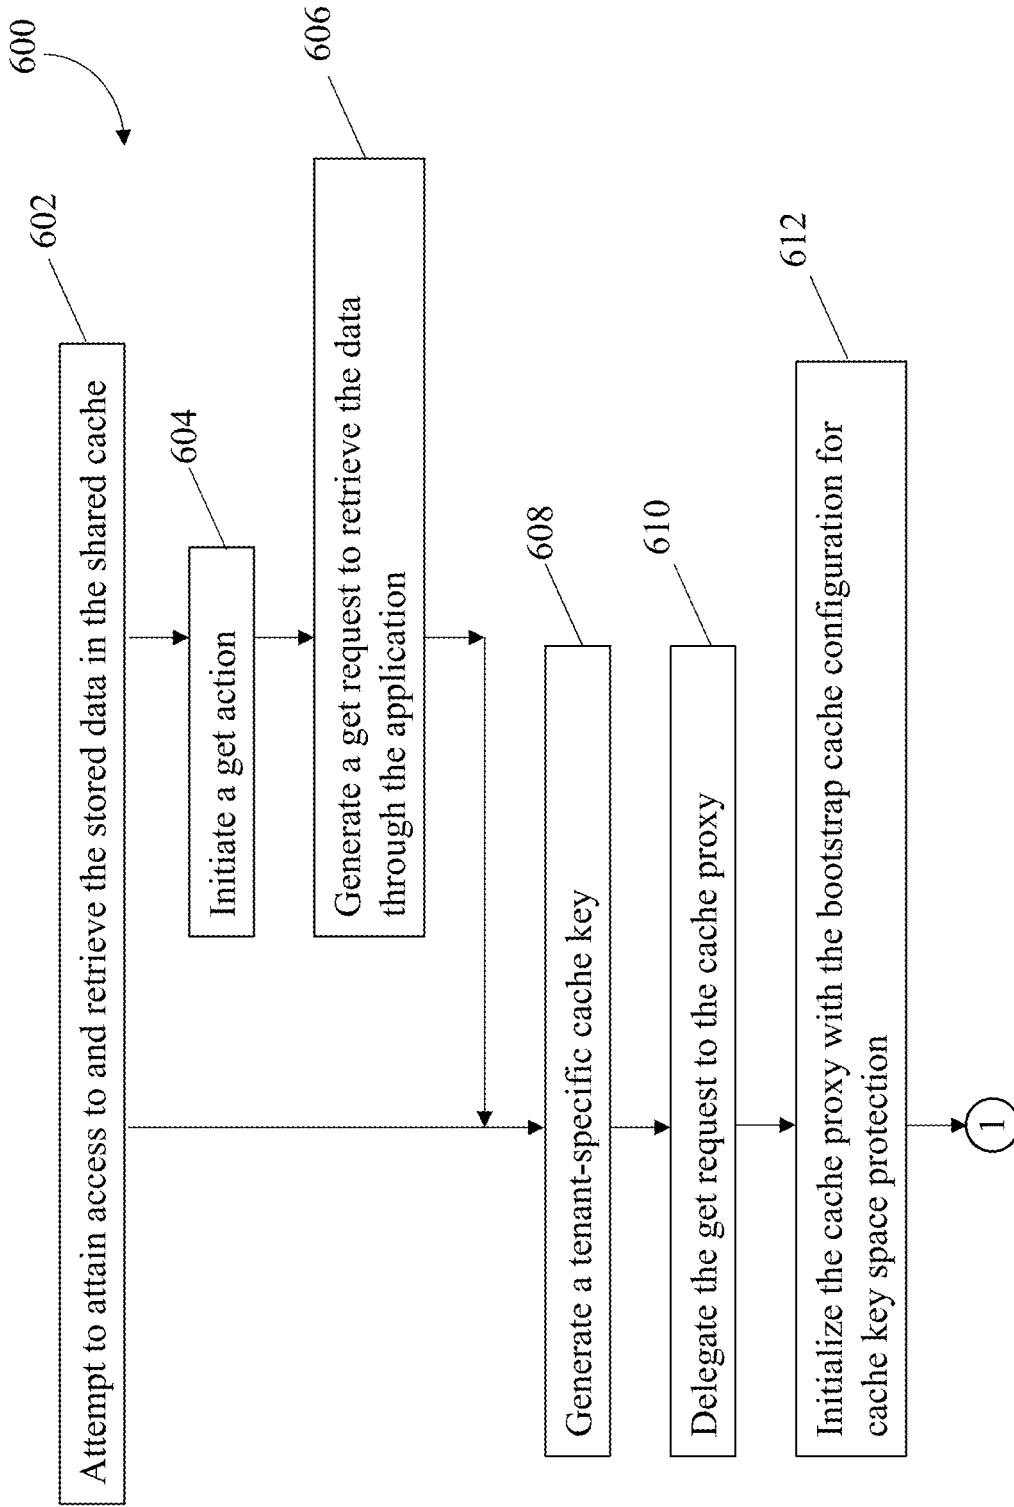 600
602
Attempt to attain access to and retrieve the stored data in the shared cache
604
Initiate a get action
606
Generate a get request to retrieve the data
through the application
608
Generate a tenant-specific cache key
610
Delegate the get request to the cache proxy
612
Initialize the cache proxy with the bootstrap cache configuration for
cache key space protection
1